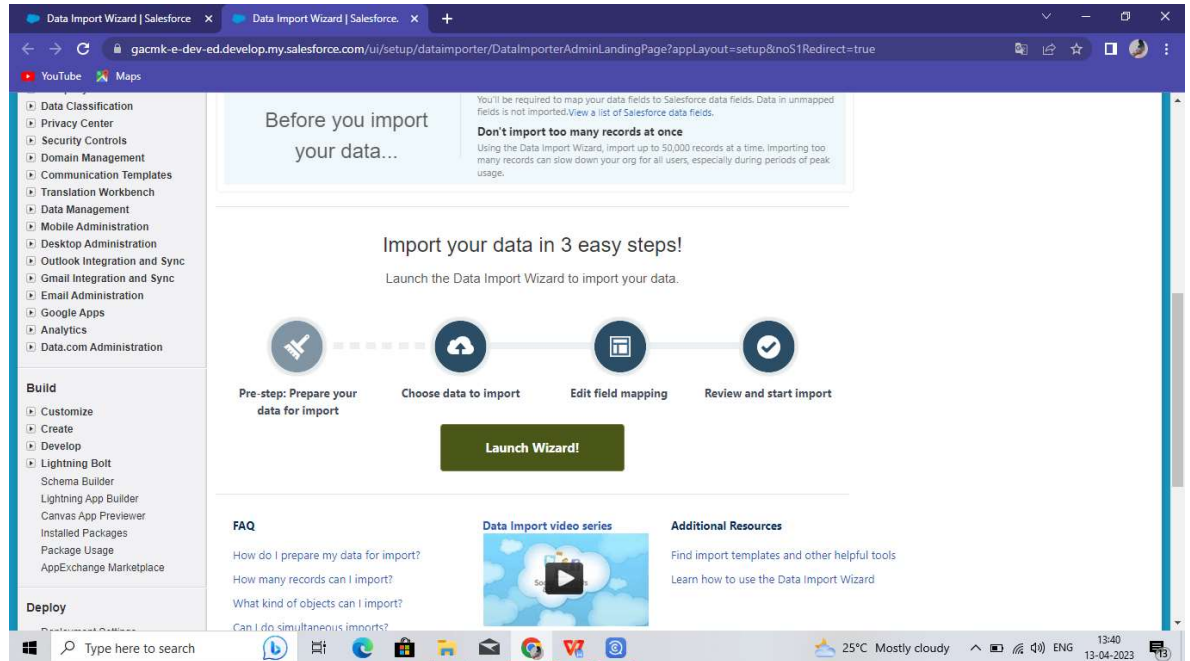 Data Import Wizard | Salesforce
Data Import Wizard | Salesforce.
gacmk-e-dev-ed.develop.my.salesforce.com/ui/setup/dataimporter/DataImporterAdminLandingPage?appLayout=setup&noS1Redirect=true
YouTube
Maps
Data Classification
Privacy Center
Security Controls
Domain Management
Communication Templates
Translation Workbench
Data Management
Mobile Administration
Desktop Administration
Outlook Integration and Sync
Gmail Integration and Sync
Email Administration
Google Apps
Analytics
Data.com Administration
Build
Customize
Create
Develop
Lightning Bolt
Schema Builder
Lightning App Builder
Canvas App Previewer
Installed Packages
Package Usage
AppExchange Marketplace
Deploy
Before you import
your data...
You'll be required to map your data fields to Salesforce data fields. Data in unmapped
fields is not imported.View a list of Salesforce data fields.
Don't import too many records at once
Using the Data Import Wizard, import up to 50,000 records at a time. Importing too
many records can slow down your org for all users, especially during periods of peak
usage.
Import your data in 3 easy steps!
Launch the Data Import Wizard to import your data.
Pre-step: Prepare your
data for import
Choose data to import
Edit field mapping
Review and start import
Launch Wizard!
FAQ
How do I prepare my data for import?
How many records can I import?
What kind of objects can I import?
Can I do simultaneous imports?
Data Import video series
Additional Resources
Find import templates and other helpful tools
Learn how to use the Data Import Wizard
Type here to search
25°C Mostly cloudy
ENG
13:40
13-04-2023
13